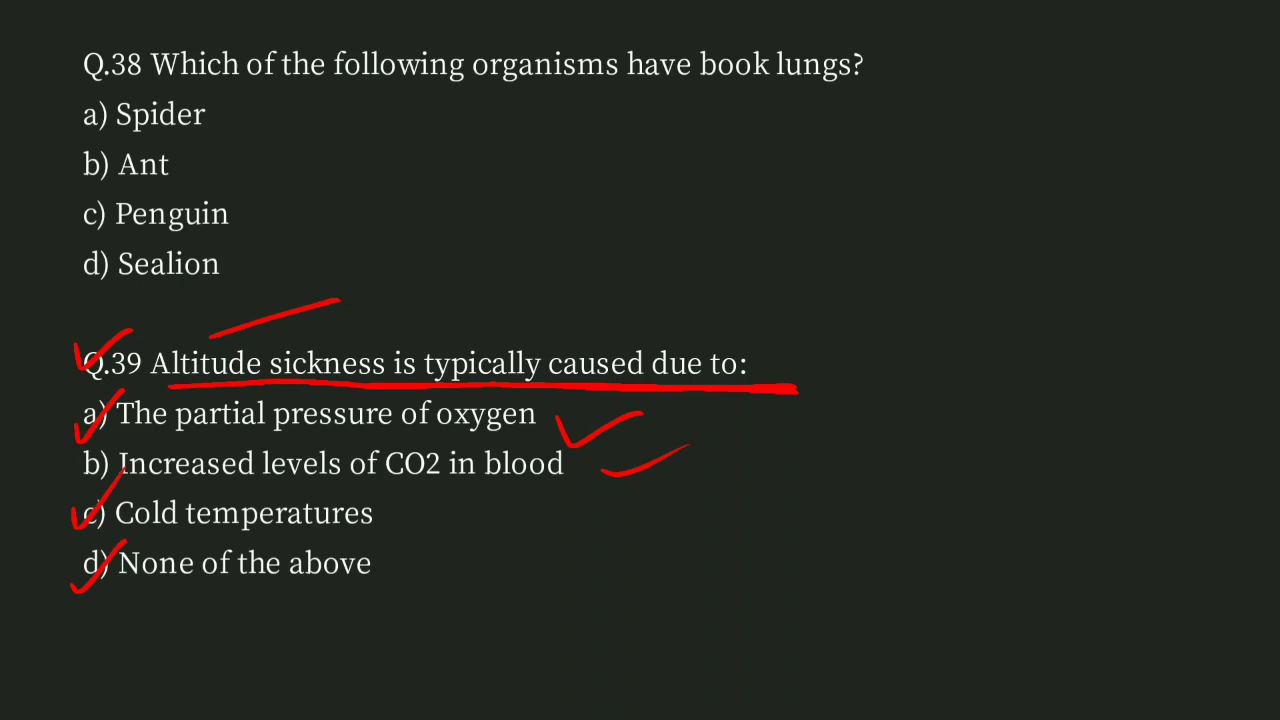 Q.38 Which of the following organisms have book lungs?
a) Spider
b) Ant
c) Penguin
d) Sealion
Q.39 Altitude sickness is typically caused due to:
a) The partial pressure of oxygen
b) Increased levels of CO2 in blood
c) Cold temperatures
d) None of the above